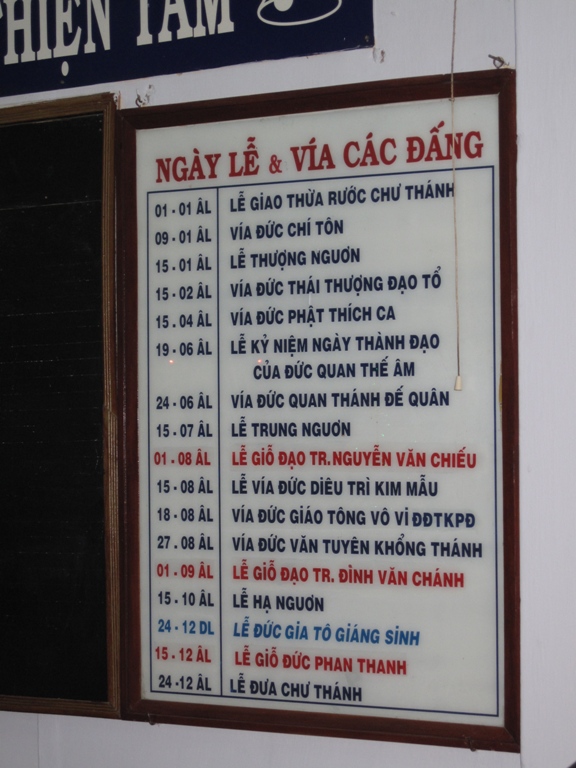 THIỆN TÂM
NGÀY LỄ & VÍA CÁC ĐẤNG
01 - 01 ÂL LỄ GIAO THỪA RƯỚC CHƯ THÁNH
09 - 01 ÂL VÍA ĐỨC CHÍ TÔN
15 - 01 ÂL LỄ THƯỢNG NGUƠN
15 - 02 ÂL VÍA ĐỨC THÁI THƯỢNG ĐẠO TỔ
15 . 04 ÂL VÍA ĐỨC PHẬT THÍCH CA
19 - 06 ÂL LỄ KỶ NIỆM NGÀY THÀNH ĐẠO
CỦA ĐỨC QUAN THẾ ÂM
24 - 06 ÂL VÍA ĐỨC QUAN THÁNH ĐẾ QUÂN
15 - 07 ÂL LỄ TRUNG NGUƠN
01 - 08 ÂL LỄ GIỖ ĐẠO TR.NGUYỄN VĂN CHIẾU
15 - 08 ÂL LỄ VÍA ĐỨC DIÊU TRÌ KIM MẪU
18 - 08 ÂL VÍA ĐỨC GIÁO TÔNG VÔ VI ĐĐTKPĐ
27 . 08 ÂL VÍA ĐỨC VĂN TUYÊN KHỔNG THÁNH
01 - 09 ÂL LỄ GIỖ ĐẠO TR. ĐÌNH VĂN CHÁNH
15 - 10 ÂL LỄ HẠ NGUƠN
24 - 12 DL LỄ ĐỨC GIA TÔ GIÁNG SINH
15 - 12 ÂL LỄ GIỖ ĐỨC PHAN THANH
24 -12 ÂL LỄ ĐƯA CHƯ THÁNH